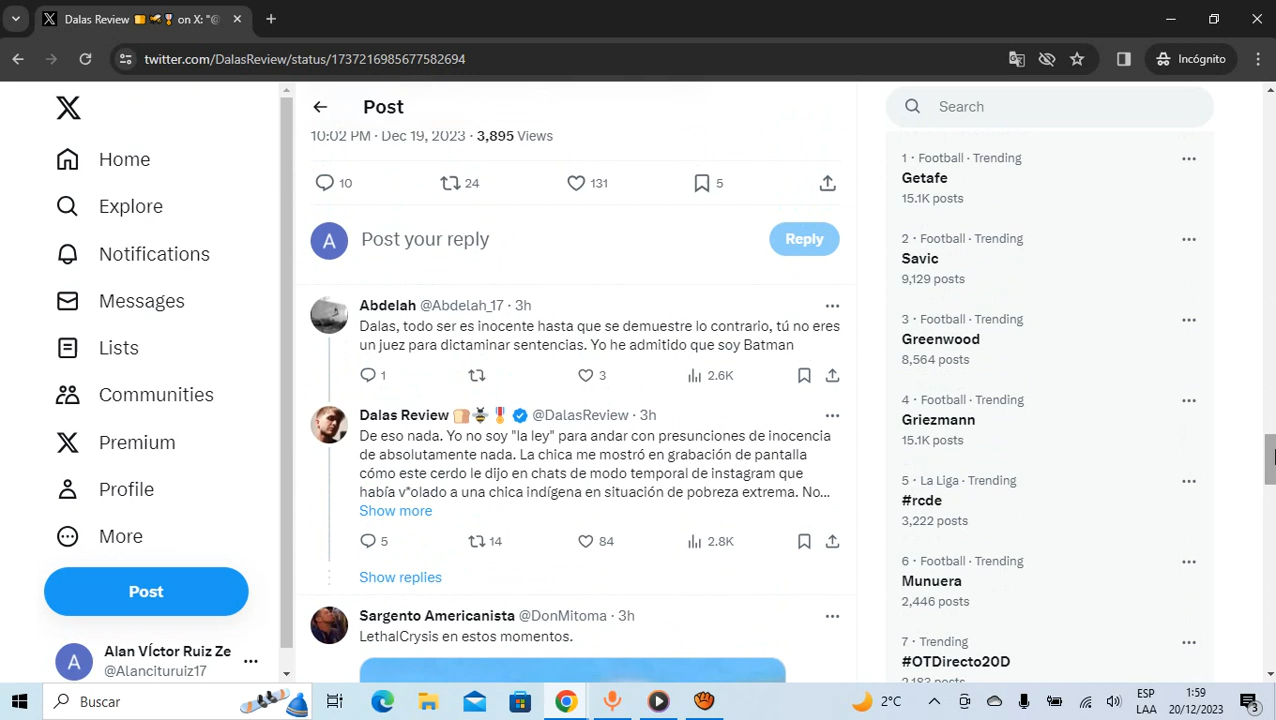 Dalas Review on X: "@
twitter.com/DalasReview/status/1737216985677582694
Incógnito
Home
Explore
Notifications
Messages
Lists
Communities
Premium
Profile
More
Post
Alan VÍctor Ruiz Ze
@Alancituruiz17
Post
10:02 PM · Dec 19, 2023 · 3,895 Views
10
24
131
5
A
Post your reply
Reply
Abdelah @Abdelah_17 · 3h
Dalas, todo ser es inocente hasta que se demuestre lo contrario, tú no eres
un juez para dictaminar sentencias. Yo he admitido que soy Batman
1
3
2.6K
Dalas Review @DalasReview · 3h
De eso nada. Yo no soy "la ley" para andar con presunciones de inocencia
de absolutamente nada. La chica me mostró en grabación de pantalla
cómo este cerdo le dijo en chats de modo temporal de instagram que
había v*olado a una chica indígena en situación de pobreza extrema. No...
Show more
5
14
84
2.8K
Show replies
Sargento Americanista @DonMitoma · 3h
LethalCrysis en estos momentos.
Search
1 · Football · Trending
Getafe
15.1K posts
2 · Football · Trending
Savic
9,129 posts
3 · Football · Trending
Greenwood
8,564 posts
4 · Football · Trending
Griezmann
15.1K posts
5 · La Liga · Trending
#rcde
3,222 posts
6 · Football · Trending
Munuera
2,446 posts
7 · Trending
#OTDirecto20D
2,183 posts
A
Buscar
2°C
ESP
LAA
1:59
20/12/2023
3